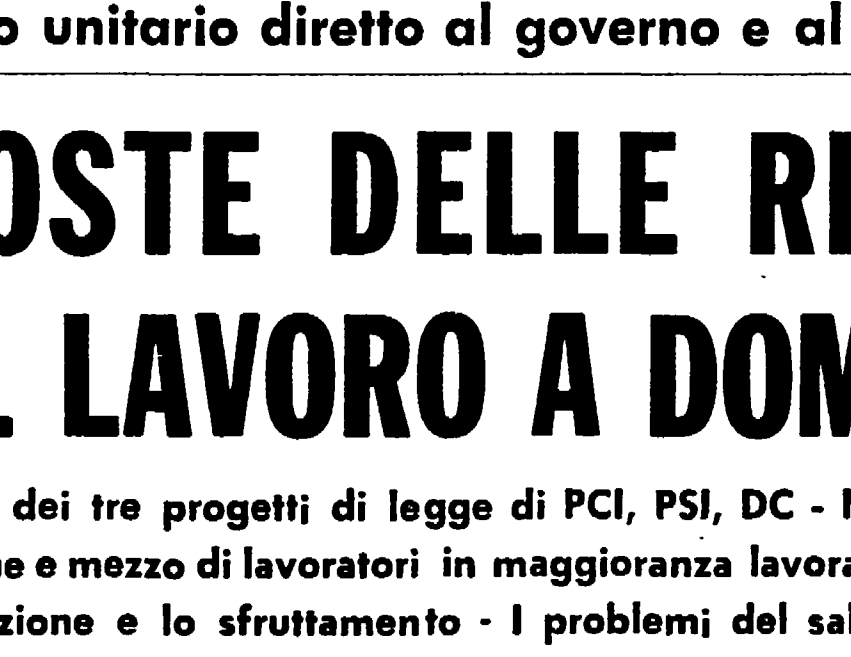 o unitario diretto al governo e al
OSTE DELLE RE
L LAVORO A DOM
dei tre progetti di legge di PCI, PSI, DC -
e e mezzo di lavoratori in maggioranza lavora
zione e lo sfruttamento - I problemi del sal